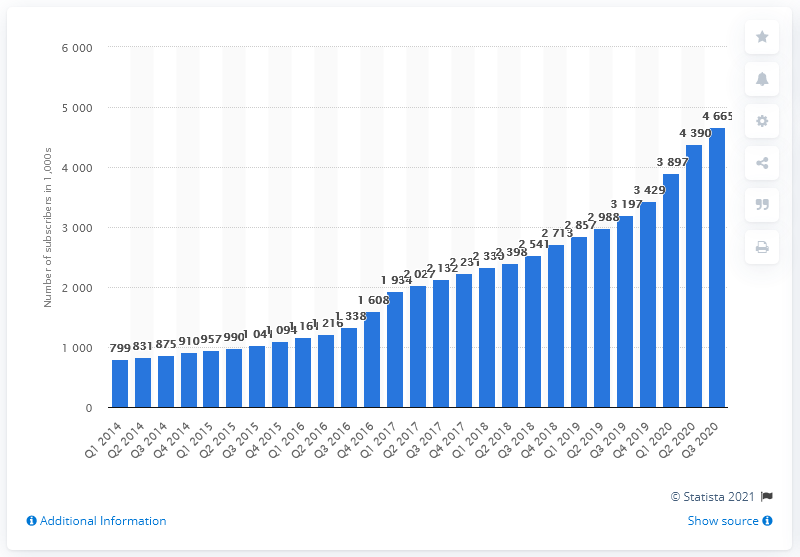 6 000
5 000
4 000
3 000
2 000
1 000
0
Number of subscribers in 1,000s
799
831
875
910
957
990
1 041
1 094
1 161
1 216
1 338
1 608
1 934
2 027
2 132
2 231
2 339
2 398
2 541
2 713
2 857
2 988
3 197
3 429
3 897
4 390
4 665
Q1 2014
Q2 2014
Q3 2014
Q4 2014
Q1 2015
Q2 2015
Q3 2015
Q4 2015
Q1 2016
Q2 2016
Q3 2016
Q4 2016
Q1 2017
Q2 2017
Q3 2017
Q4 2017
Q1 2018
Q2 2018
Q3 2018
Q4 2018
Q1 2019
Q2 2019
Q3 2019
Q4 2019
Q1 2020
Q2 2020
Q3 2020
© Statista 2021
Additional Information
Show source